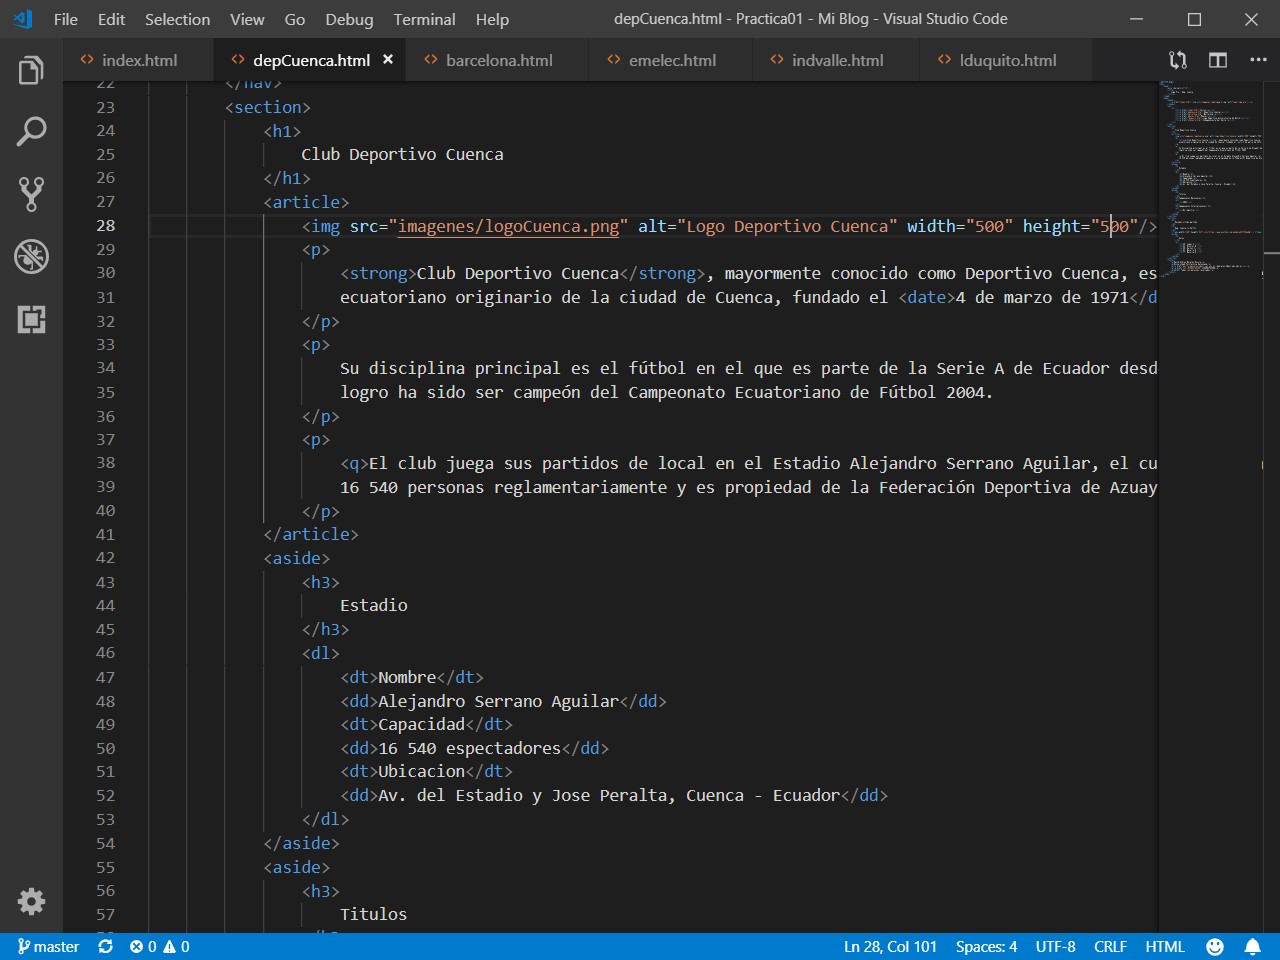 File Edit Selection View Go Debug Terminal Help depCuenca.html - Practica01 - Mi Blog - Visual Studio Code
index.html depCuenca.html barcelona.html emelec.html indvalle.html lduquito.html
22 </nav>
23 <section>
24 <h1>
25 Club Deportivo Cuenca
26 </h1>
27 <article>
28 <img src="imagenes/logoCuenca.png" alt="Logo Deportivo Cuenca" width="500" height="500"/>
29 <p>
30 <strong>Club Deportivo Cuenca</strong>, mayormente conocido como Deportivo Cuenca, es
31 ecuatoriano originario de la ciudad de Cuenca, fundado el <date>4 de marzo de 1971</d
32 </p>
33 <p>
34 Su disciplina principal es el fútbol en el que es parte de la Serie A de Ecuador desd
35 logro ha sido ser campeón del Campeonato Ecuatoriano de Fútbol 2004.
36 </p>
37 <p>
38 <q>El club juega sus partidos de local en el Estadio Alejandro Serrano Aguilar, el cu
39 16 540 personas reglamentariamente y es propiedad de la Federación Deportiva de Azuay
40 </p>
41 </article>
42 <aside>
43 <h3>
44 Estadio
45 </h3>
46 <dl>
47 <dt>Nombre</dt>
48 <dd>Alejandro Serrano Aguilar</dd>
49 <dt>Capacidad</dt>
50 <dd>16 540 espectadores</dd>
51 <dt>Ubicacion</dt>
52 <dd>Av. del Estadio y Jose Peralta, Cuenca - Ecuador</dd>
53 </dl>
54 </aside>
55 <aside>
56 <h3>
57 Titulos
master 0 0 Ln 28, Col 101 Spaces: 4 UTF-8 CRLF HTML